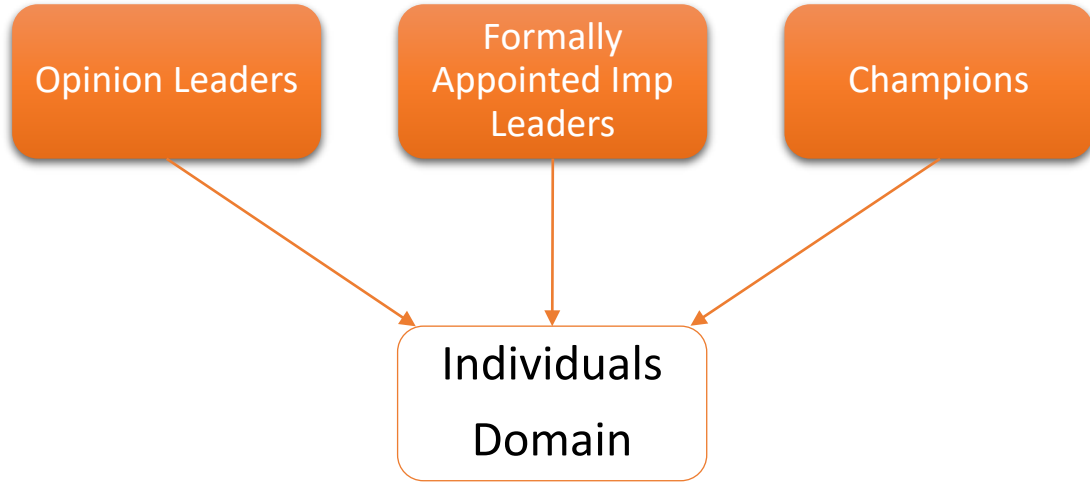 Opinion Leaders
Formally
Appointed Imp
Leaders
Champions
Individuals
Domain